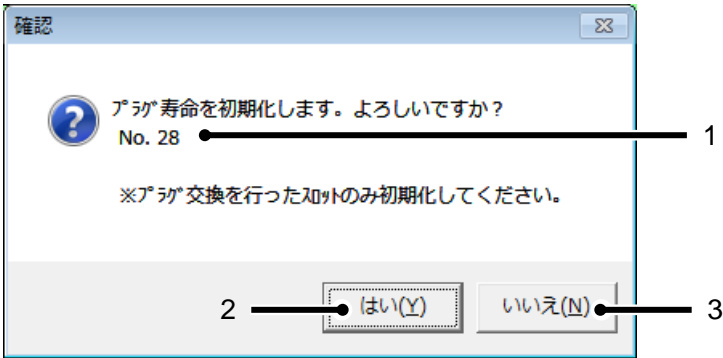 確認
ﾌﾟﾗｸﾞ寿命を初期化します。よろしいですか？
No. 28
1
※ﾌﾟﾗｸﾞ交換を行ったｽﾛｯﾄのみ初期化してください。
2
はい(Y)
いいえ(N)
3